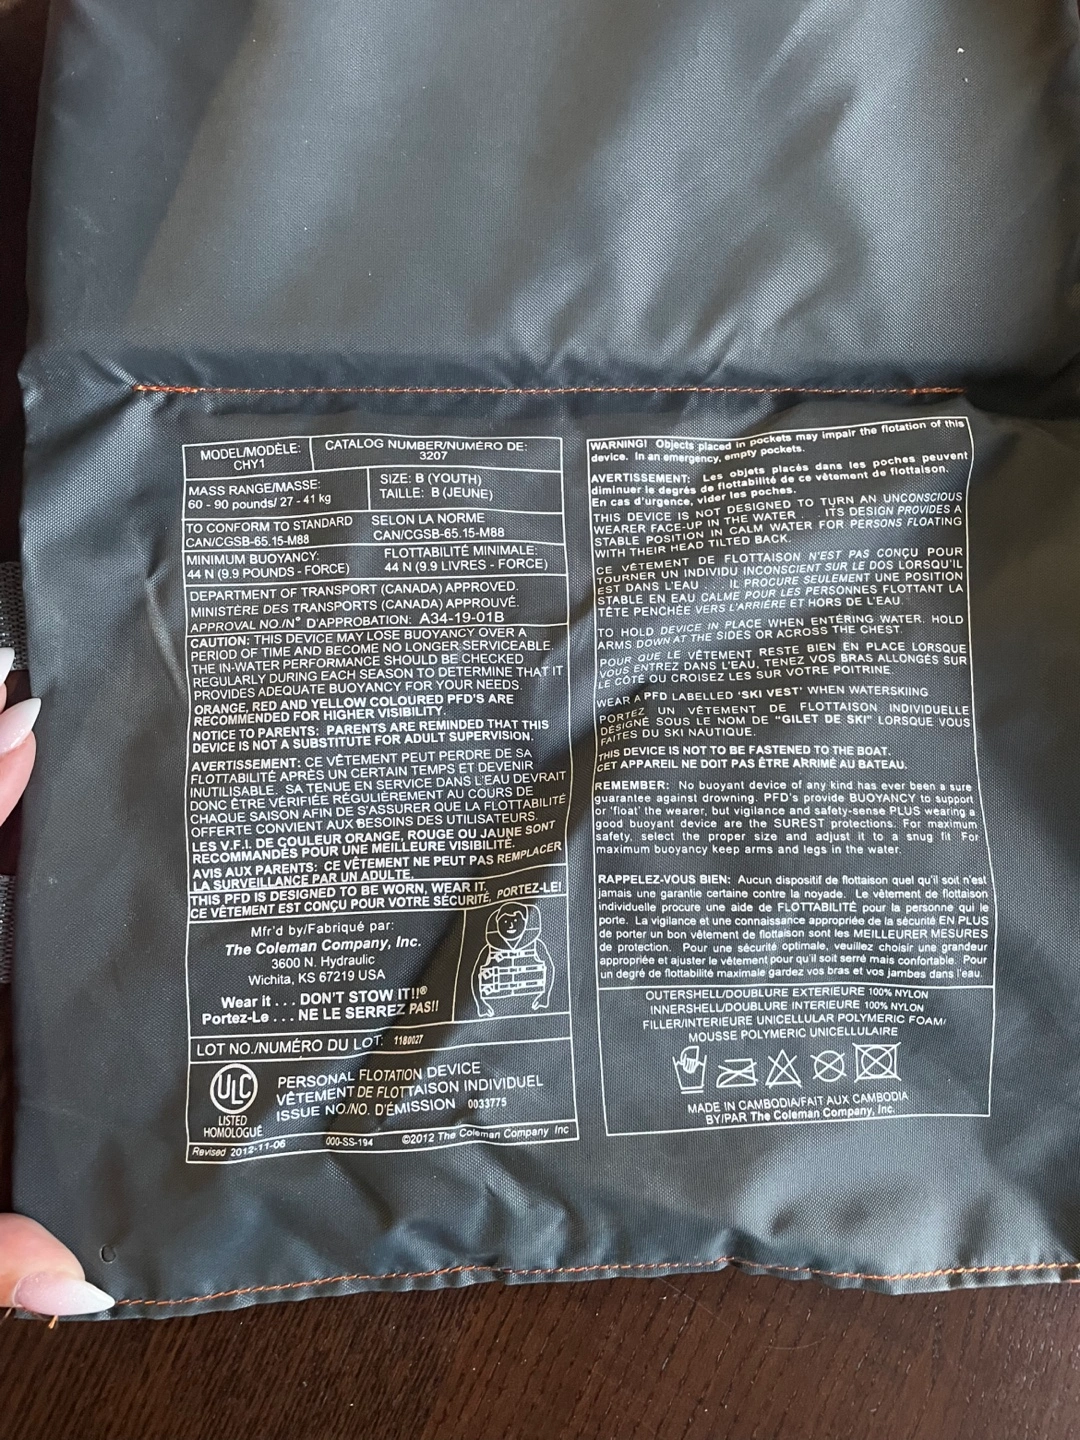 MODEL/MODÈLE:
CHY1
CATALOG NUMBER/NUMÉRO DE:
3207
MASS RANGE/MASSE:
60 - 90 pounds/ 27 - 41 kg
SIZE: B (YOUTH)
TAILLE: B (JEUNE)
TO CONFORM TO STANDARD
CAN/CGSB-65.15-M88
SELON LA NORME
CAN/CGSB-65.15-M88
MINIMUM BUOYANCY:
44 N (9.9 POUNDS - FORCE)
FLOTTABILITÉ MINIMALE:
44 N (9.9 LIVRES - FORCE)
DEPARTMENT OF TRANSPORT (CANADA) APPROVED.
MINISTÈRE DES TRANSPORTS (CANADA) APPROUVÉ.
APPROVAL NO./N° D'APPROBATION: A34-19-01B
CAUTION: THIS DEVICE MAY LOSE BUOYANCY OVER A
PERIOD OF TIME AND BECOME NO LONGER SERVICEABLE.
THE IN-WATER PERFORMANCE SHOULD BE CHECKED
REGULARLY DURING EACH SEASON TO DETERMINE THAT IT
PROVIDES ADEQUATE BUOYANCY FOR YOUR NEEDS.
ORANGE, RED AND YELLOW COLOURED PFD'S ARE
RECOMMENDED FOR HIGHER VISIBILITY.
NOTICE TO PARENTS: PARENTS ARE REMINDED THAT THIS
DEVICE IS NOT A SUBSTITUTE FOR ADULT SUPERVISION.
AVERTISSEMENT: CE VÊTEMENT PEUT PERDRE DE SA
FLOTTABILITÉ APRÈS UN CERTAIN TEMPS ET DEVENIR
INUTILISABLE. SA TENUE EN SERVICE DANS L'EAU DEVRAIT
DONC ÊTRE VÉRIFIÉE RÉGULIÈREMENT AU COURS DE
CHAQUE SAISON AFIN DE S'ASSURER QUE LA FLOTTABILITÉ
OFFERTE CONVIENT AUX BESOINS DES UTILISATEURS.
LES V.F.I. DE COULEUR ORANGE, ROUGE OU JAUNE SONT
RECOMMANDÉS POUR UNE MEILLEURE VISIBILITÉ.
AVIS AUX PARENTS: CE VÊTEMENT NE PEUT PAS REMPLACER
LA SURVEILLANCE PAR UN ADULTE.
THIS PFD IS DESIGNED TO BE WORN, WEAR IT.
CE VÊTEMENT EST CONÇU POUR VOTRE SÉCURITÉ, PORTEZ-LE!
Mfr'd by/Fabriqué par:
The Coleman Company, Inc.
3600 N. Hydraulic
Wichita, KS 67219 USA
Wear it . . . DON'T STOW IT!!®
Portez-Le . . . NE LE SERREZ PAS!!
LOT NO./NUMÉRO DU LOT: 1180027
ULC
LISTED
HOMOLOGUÉ
PERSONAL FLOTATION DEVICE
VÊTEMENT DE FLOTTAISON INDIVIDUEL
ISSUE NO/NO. D'ÉMISSION 0033775
Revised 2012-11-06 000-SS-194 ©2012 The Coleman Company Inc
WARNING! Objects placed in pockets may impair the flotation of this
device. In an emergency, empty pockets.
AVERTISSEMENT: Les objets placés dans les poches peuvent
diminuer le degrés de flottabilité de ce vêtement de flottaison.
En cas d'urgence, vider les poches.
THIS DEVICE IS NOT DESIGNED TO TURN AN UNCONSCIOUS
WEARER FACE-UP IN THE WATER. ITS DESIGN PROVIDES A
STABLE POSITION IN CALM WATER FOR PERSONS FLOATING
WITH THEIR HEAD TILTED BACK.
CE VÊTEMENT DE FLOTTAISON N'EST PAS CONÇU POUR
TOURNER UN INDIVIDU INCONSCIENT SUR LE DOS LORSQU'IL
EST DANS L'EAU. IL PROCURE SEULEMENT UNE POSITION
STABLE EN EAU CALME POUR LES PERSONNES FLOTTANT LA
TÊTE PENCHÉE VERS L'ARRIÈRE ET HORS DE L'EAU.
TO HOLD DEVICE IN PLACE WHEN ENTERING WATER, HOLD
ARMS DOWN AT THE SIDES OR ACROSS THE CHEST.
POUR QUE LE VÊTEMENT RESTE BIEN EN PLACE LORSQUE
VOUS ENTREZ DANS L'EAU, TENEZ VOS BRAS ALLONGÉS SUR
LE CÔTÉ OU CROISEZ LES SUR VOTRE POITRINE.
WEAR A PFD LABELLED 'SKI VEST' WHEN WATERSKIING
PORTEZ UN VÊTEMENT DE FLOTTAISON INDIVIDUELLE
DÉSIGNÉ SOUS LE NOM DE "GILET DE SKI" LORSQUE VOUS
FAITES DU SKI NAUTIQUE.
THIS DEVICE IS NOT TO BE FASTENED TO THE BOAT.
CET APPAREIL NE DOIT PAS ÊTRE ARRIMÉ AU BATEAU.
REMEMBER: No buoyant device of any kind has ever been a sure
guarantee against drowning. PFD's provide BUOYANCY to support
or 'float' the wearer, but vigilance and safety-sense PLUS wearing a
good buoyant device are the SUREST protections. For maximum
safety, select the proper size and adjust it to a snug fit For
maximum buoyancy keep arms and legs in the water.
RAPPELEZ-VOUS BIEN: Aucun dispositif de flottaison quel qu'il soit n'est
jamais une garantie certaine contre la noyade. Le vêtement de flottaison
individuelle procure une aide de FLOTTABILITÉ pour la personne qui le
porte. La vigilance et une connaissance appropriée de la sécurité EN PLUS
de porter un bon vêtement de flottaison sont les MEILLEURER MESURES
de protection. Pour une sécurité optimale, veuillez choisir une grandeur
appropriée et ajuster le vêtement pour qu'il soit serré mais confortable. Pour
un degré de flottabilité maximale gardez vos bras et vos jambes dans l'eau.
OUTERSHELL/DOUBLURE EXTERIEURE 100% NYLON
INNERSHELL/DOUBLURE INTERIEURE 100% NYLON
FILLER/INTERIEURE UNICELLULAR POLYMERIC FOAM/
MOUSSE POLYMERIC UNICELLULAIRE
MADE IN CAMBODIA/FAIT AUX CAMBODIA
BY/PAR The Coleman Company, Inc.